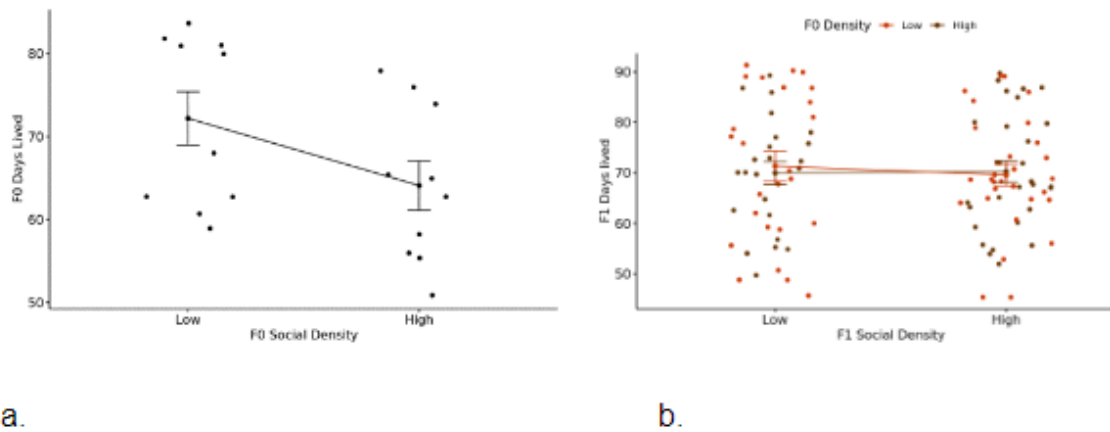 F0 Days Lived
80
70
60
50
Low
High
F0 Social Density
a.
F0 Density
Low
High
F1 Days lived
90
80
70
60
50
Low
High
F1 Social Density
b.